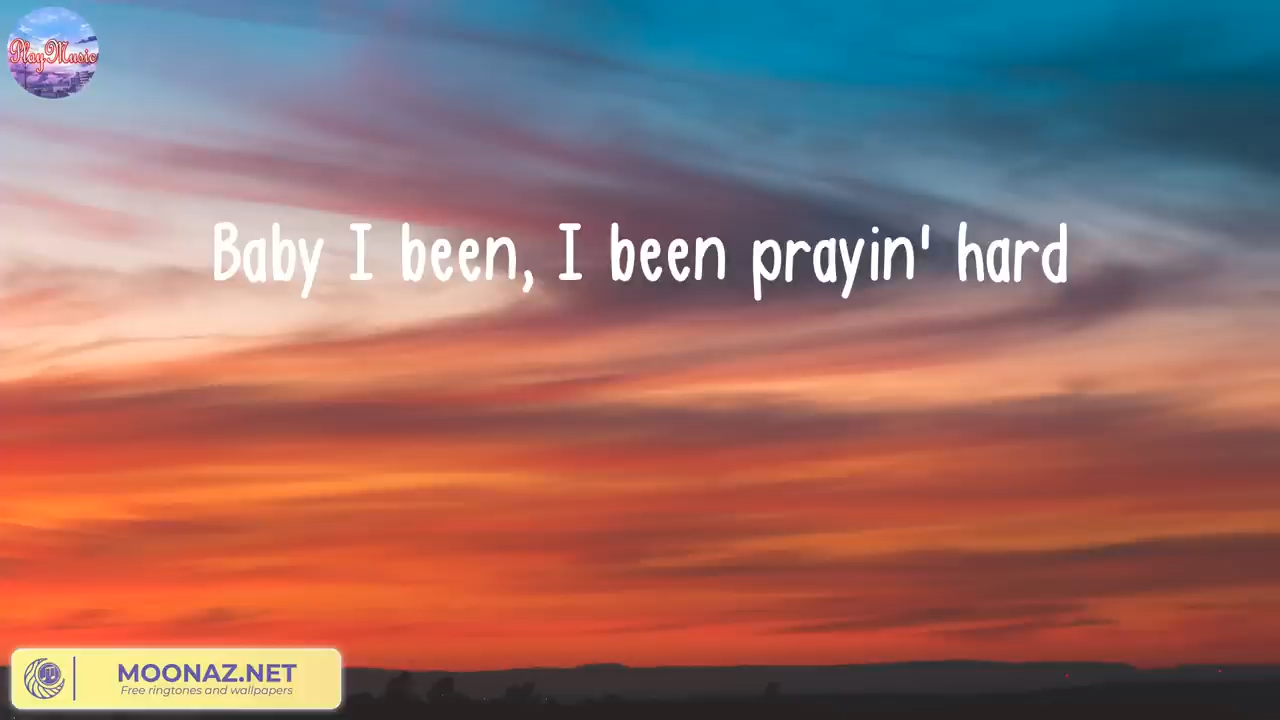 PlayMusic
Baby I been, I been prayin' hard
MOONAZ.NET
Free ringtones and wallpapers